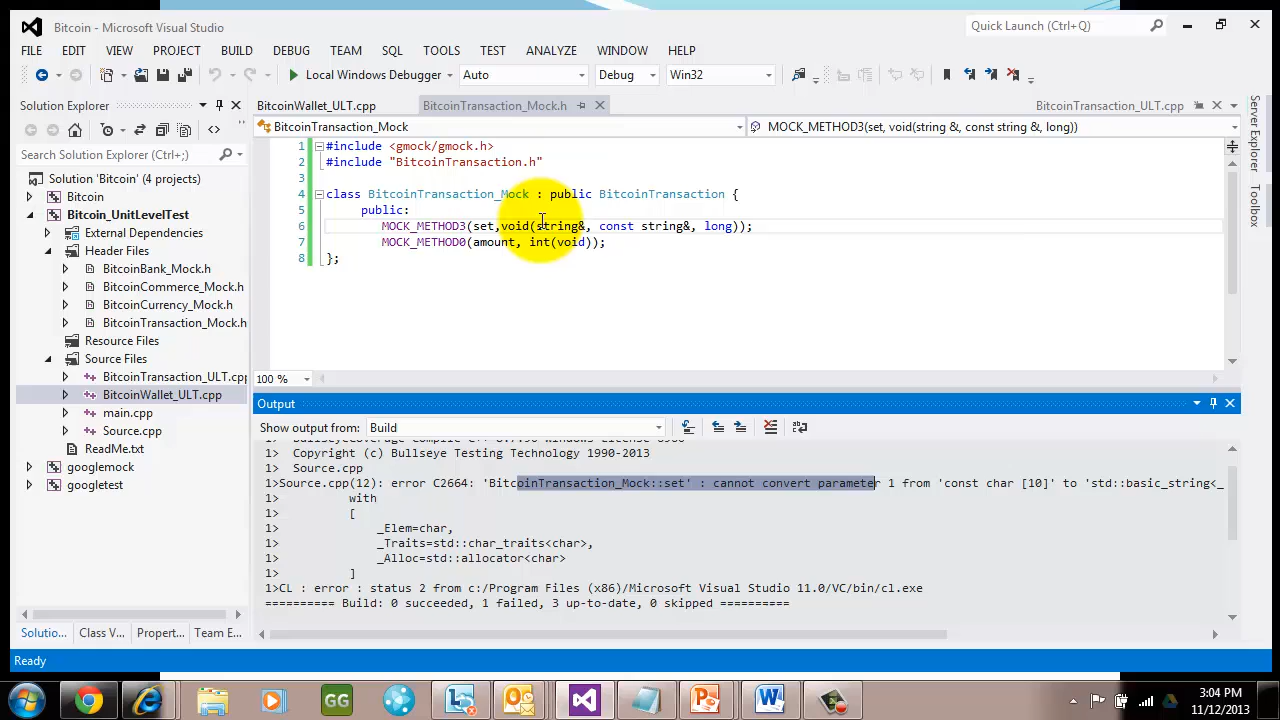 Bitcoin - Microsoft Visual Studio
Quick Launch (Ctrl+Q)
FILE EDIT VIEW PROJECT BUILD DEBUG TEAM SQL TOOLS TEST ANALYZE WINDOW HELP
Local Windows Debugger Auto Debug Win32
Solution Explorer
Search Solution Explorer (Ctrl+;)
Solution 'Bitcoin' (4 projects)
Bitcoin
Bitcoin_UnitLevelTest
External Dependencies
Header Files
BitcoinBank_Mock.h
BitcoinCommerce_Mock.h
BitcoinCurrency_Mock.h
BitcoinTransaction_Mock.h
Resource Files
Source Files
BitcoinTransaction_ULT.cpp
BitcoinWallet_ULT.cpp
main.cpp
Source.cpp
ReadMe.txt
googlemock
googletest
Solutio... Class V... Propert... Team E...
BitcoinWallet_ULT.cpp BitcoinTransaction_Mock.h BitcoinTransaction_ULT.cpp
BitcoinTransaction_Mock MOCK_METHOD3(set, void(string &, const string &, long))
1 #include <gmock/gmock.h>
2 #include "BitcoinTransaction.h"
3
4 class BitcoinTransaction_Mock : public BitcoinTransaction {
5 public:
6 MOCK_METHOD3(set,void(string&, const string&, long));
7 MOCK_METHOD0(amount, int(void));
8 };
100 %
Output
Show output from: Build
1> Copyright (c) Bullseye Testing Technology 1990-2013
1> Source.cpp
1>Source.cpp(12): error C2664: 'BitcoinTransaction_Mock::set' : cannot convert parameter 1 from 'const char [10]' to 'std::basic_string<_
1> with
1> [
1> _Elem=char,
1> _Traits=std::char_traits<char>,
1> _Alloc=std::allocator<char>
1> ]
1>CL : error : status 2 from c:/Program Files (x86)/Microsoft Visual Studio 11.0/VC/bin/cl.exe
========== Build: 0 succeeded, 1 failed, 3 up-to-date, 0 skipped ==========
Server Explorer
Toolbox
Ready
GG
3:04 PM
11/12/2013